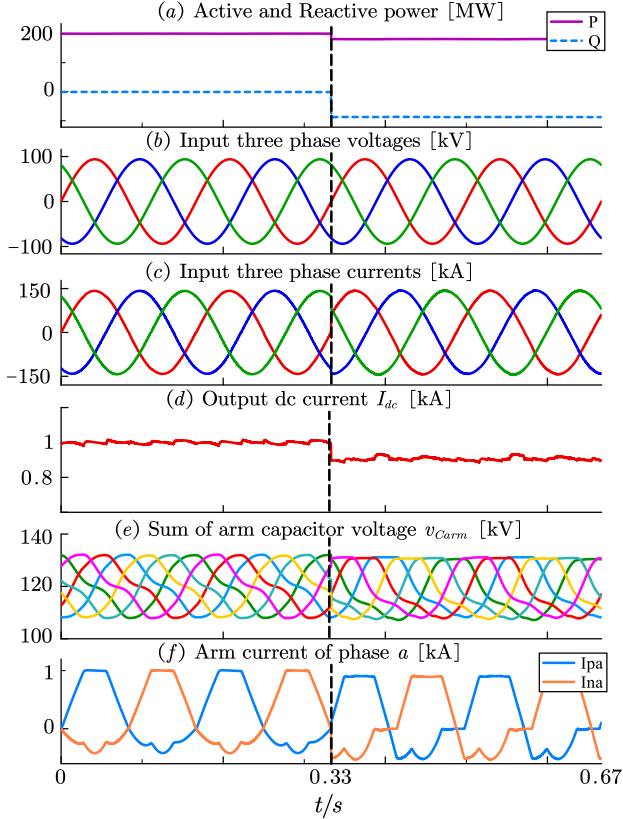 (a) Active and Reactive power [MW]
200
0
P
Q
(b) Input three phase voltages [kV]
100
0
−100
(c) Input three phase currents [kA]
150
0
−150
(d) Output dc current I_dc [kA]
1
0.8
(e) Sum of arm capacitor voltage v_Carm [kV]
140
120
100
(f) Arm current of phase a [kA]
1
0
Ipa
Ina
0 0.33 0.67
t/s